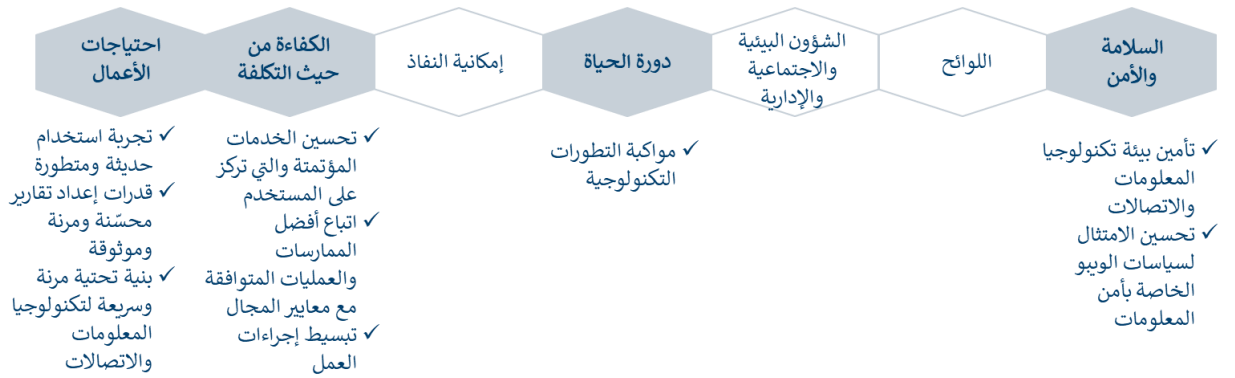 السلامة
والأمن
اللوائح
الشؤون البيئية
والاجتماعية
والإدارية
دورة الحياة
إمكانية النفاذ
الكفاءة من
حيث التكلفة
احتياجات
الأعمال
✓ تأمين بيئة تكنولوجيا
المعلومات
والاتصالات
✓ تحسين الامتثال
لسياسات الويبو
الخاصة بأمن
المعلومات
✓ مواكبة التطورات
التكنولوجية
✓ تحسين الخدمات
المؤتمتة والتي تركز
على المستخدم
✓ اتباع أفضل
الممارسات
والعمليات المتوافقة
مع معايير المجال
✓ تبسيط إجراءات
العمل
✓ تجربة استخدام
حديثة ومتطورة
✓ قدرات إعداد تقارير
محسّنة ومرنة
وموثوقة
✓ بنية تحتية مرنة
وسريعة لتكنولوجيا
المعلومات
والاتصالات